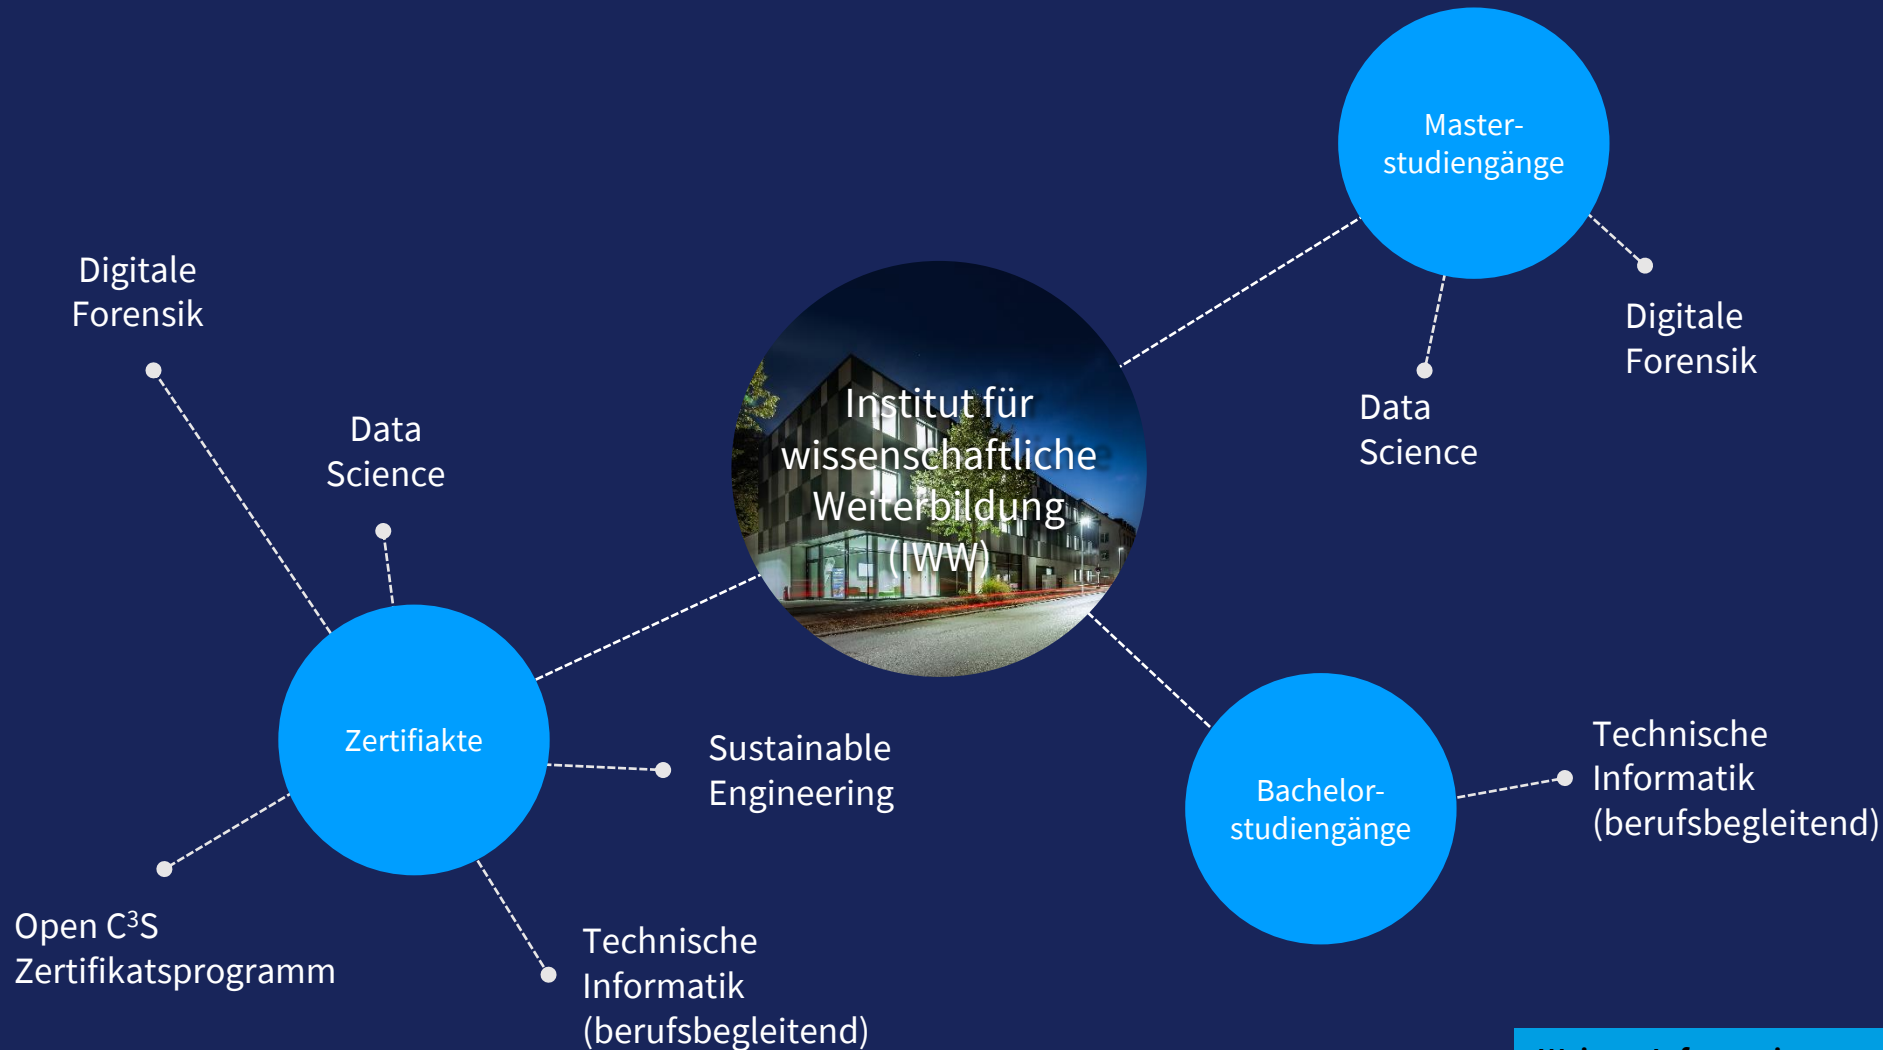 Master-
studiengänge
Digitale
Forensik
Digitale
Forensik
Data
Science
Institut für
wissenschaftliche
Weiterbildung
(IWW)
Data
Science
Zertifiakte
Sustainable
Engineering
Bachelor-
studiengänge
Technische
Informatik
(berufsbegleitend)
Open C³S
Zertifikatsprogramm
Technische
Informatik
(berufsbegleitend)